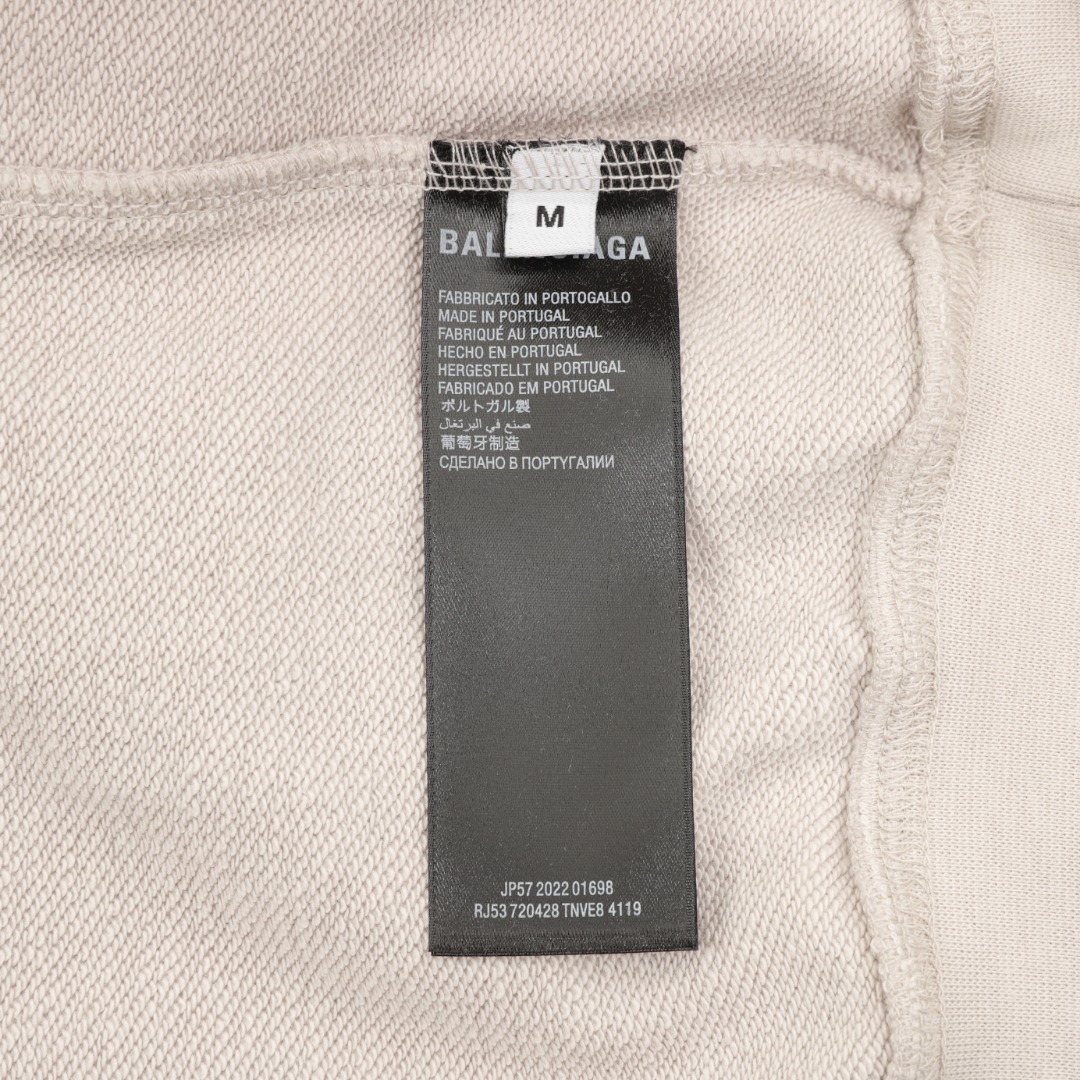 M
BALENCIAGA
FABBRICATO IN PORTOGALLO
MADE IN PORTUGAL
FABRIQUÉ AU PORTUGAL
HECHO EN PORTUGAL
HERGESTELLT IN PORTUGAL
FABRICADO EM PORTUGAL
ポルトガル製
صنع في البرتغال
葡萄牙制造
СДЕЛАНО В ПОРТУГАЛИИ
JP57 2022 01698
RJ53 720428 TNVE8 4119